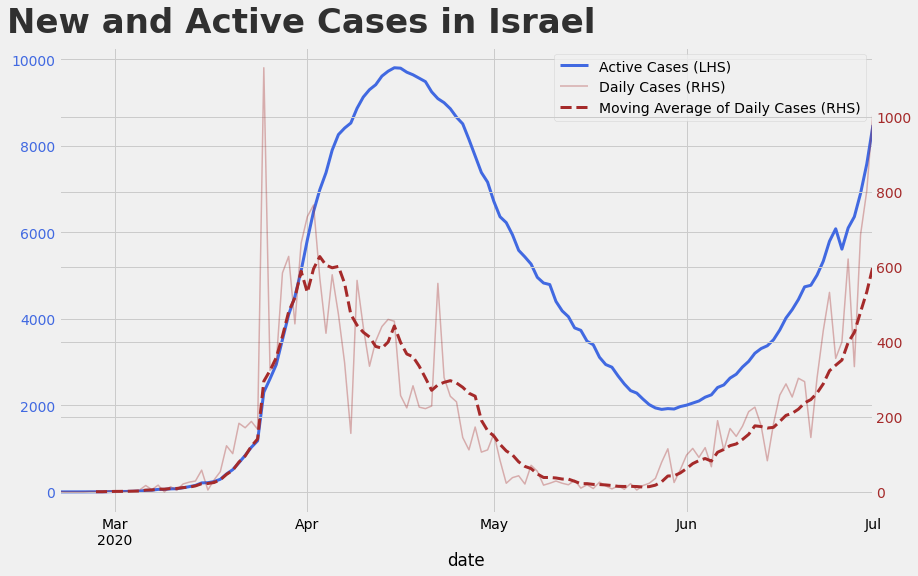 New and Active Cases in Israel
Active Cases (LHS)
Daily Cases (RHS)
Moving Average of Daily Cases (RHS)
10000
8000
6000
4000
2000
0
1000
800
600
400
200
0
Mar
2020
Apr
May
Jun
Jul
date